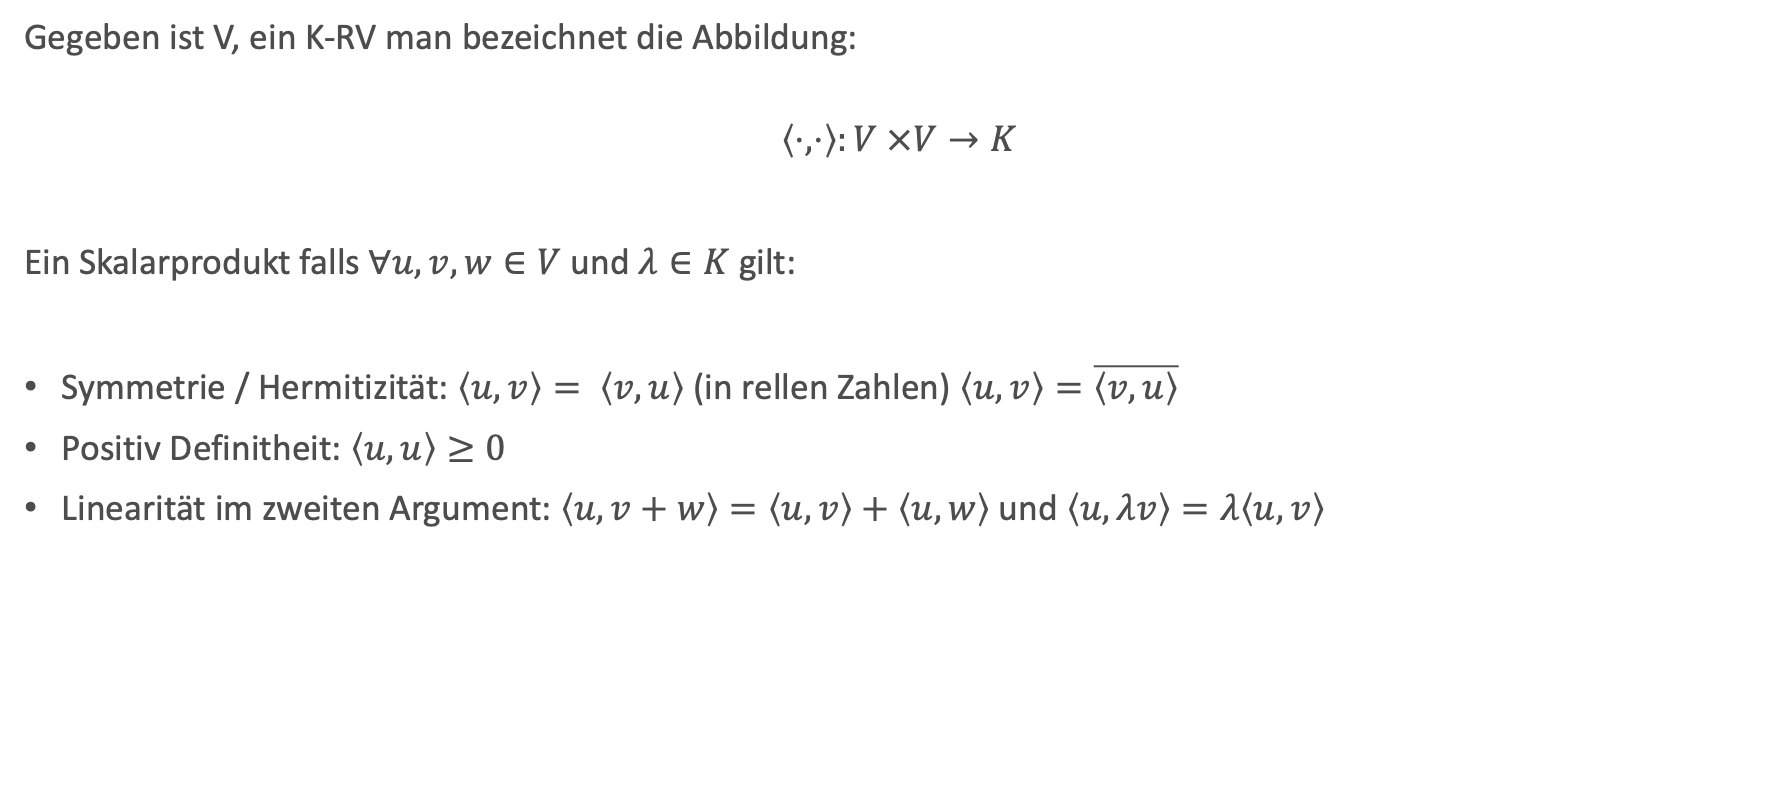 Gegeben ist V, ein K-RV man bezeichnet die Abbildung:
⟨·,·⟩: V ×V → K
Ein Skalarprodukt falls ∀u, v, w ∈ V und λ ∈ K gilt:
• Symmetrie / Hermitizität: ⟨u, v⟩ = ⟨v, u⟩ (in rellen Zahlen) ⟨u, v⟩ = \overline{⟨v, u⟩}
• Positiv Definitheit: ⟨u, u⟩ ≥ 0
• Linearität im zweiten Argument: ⟨u, v + w⟩ = ⟨u, v⟩ + ⟨u, w⟩ und ⟨u, λv⟩ = λ⟨u, v⟩